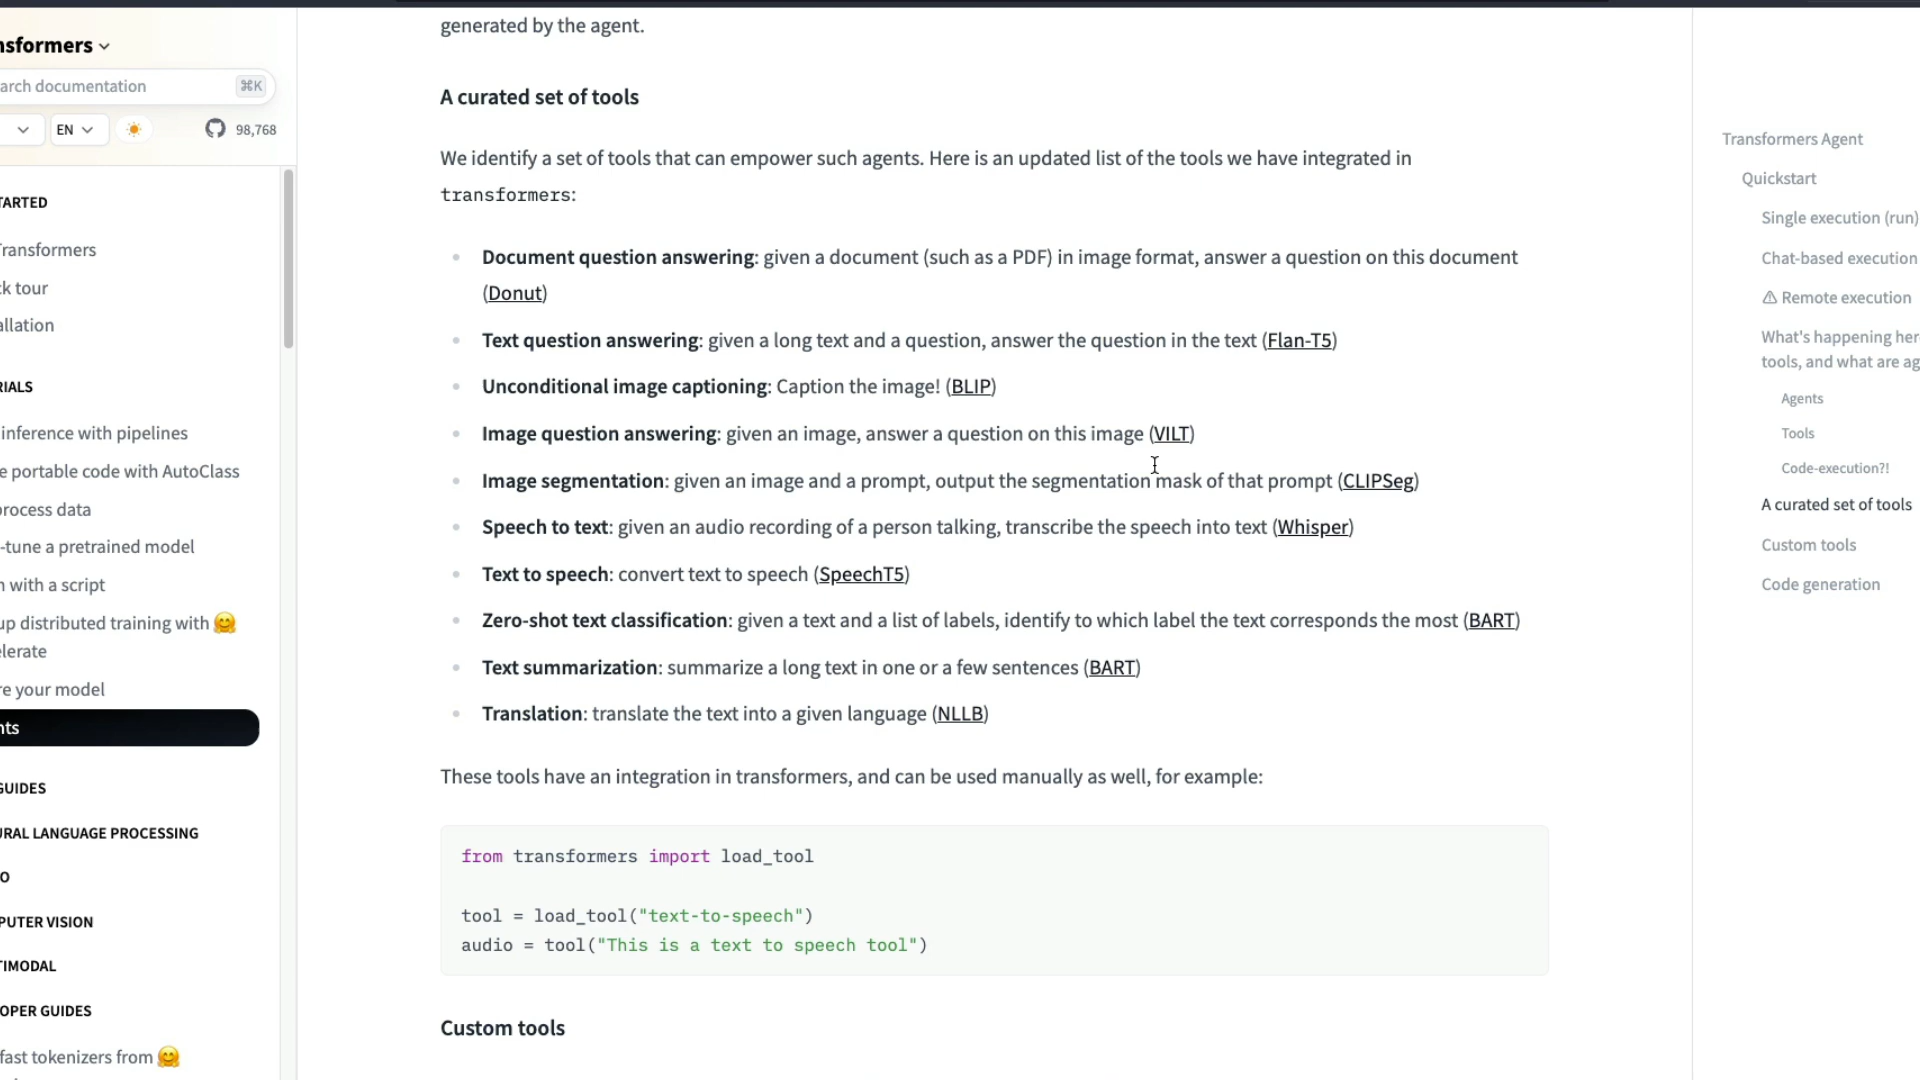 generated by the agent.
nsformers
arch documentation
⌘K
EN
98,768
TARTED
Transformers
ck tour
allation
RIALS
inference with pipelines
e portable code with AutoClass
process data
-tune a pretrained model
n with a script
up distributed training with 🤗
elerate
re your model
nts
GUIDES
URAL LANGUAGE PROCESSING
O
PUTER VISION
TIMODAL
OPER GUIDES
fast tokenizers from 🤗
A curated set of tools
We identify a set of tools that can empower such agents. Here is an updated list of the tools we have integrated in
transformers:
Document question answering: given a document (such as a PDF) in image format, answer a question on this document
(Donut)
Text question answering: given a long text and a question, answer the question in the text (Flan-T5)
Unconditional image captioning: Caption the image! (BLIP)
Image question answering: given an image, answer a question on this image (VILT)
Image segmentation: given an image and a prompt, output the segmentation mask of that prompt (CLIPSeg)
Speech to text: given an audio recording of a person talking, transcribe the speech into text (Whisper)
Text to speech: convert text to speech (SpeechT5)
Zero-shot text classification: given a text and a list of labels, identify to which label the text corresponds the most (BART)
Text summarization: summarize a long text in one or a few sentences (BART)
Translation: translate the text into a given language (NLLB)
These tools have an integration in transformers, and can be used manually as well, for example:
from transformers import load_tool
tool = load_tool("text-to-speech")
audio = tool("This is a text to speech tool")
Custom tools
Transformers Agent
Quickstart
Single execution (run)
Chat-based execution
⚠ Remote execution
What's happening her
tools, and what are ag
Agents
Tools
Code-execution?!
A curated set of tools
Custom tools
Code generation